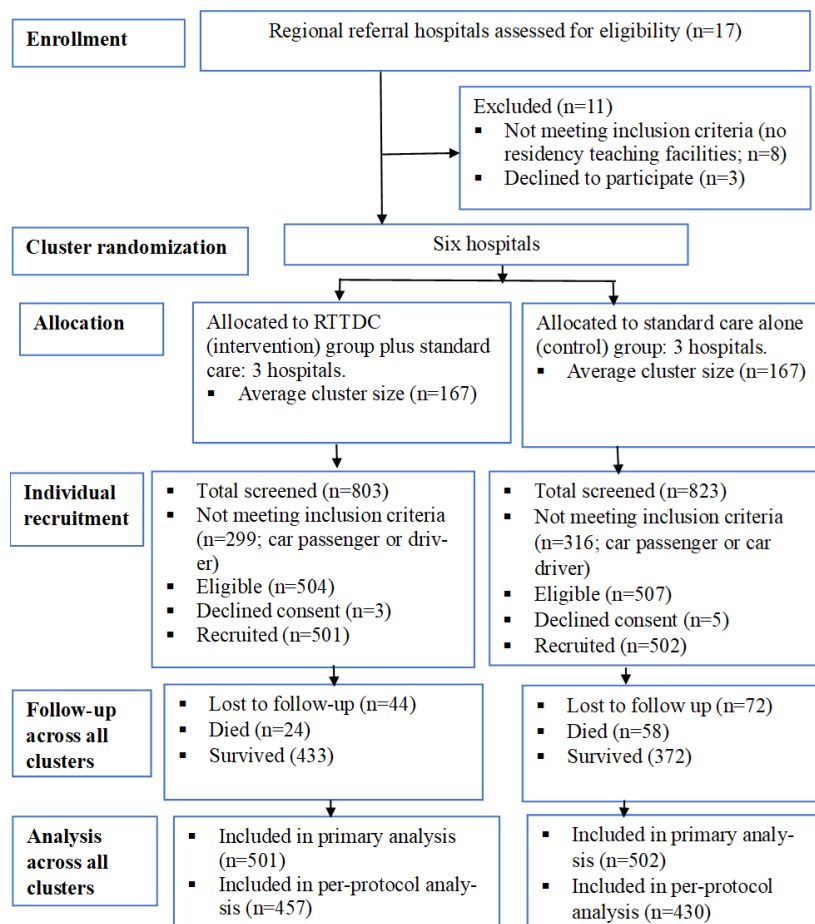 Enrollment
Regional referral hospitals assessed for eligibility (n=17)
Excluded (n=11)
▪ Not meeting inclusion criteria (no
residency teaching facilities; n=8)
▪ Declined to participate (n=3)
Cluster randomization
Six hospitals
Allocation
Allocated to RTTDC
(intervention) group plus standard
care: 3 hospitals.
▪ Average cluster size (n=167)
Allocated to standard care alone
(control) group: 3 hospitals.
▪ Average cluster size (n=167)
Individual
recruitment
▪ Total screened (n=803)
▪ Not meeting inclusion criteria
(n=299; car passenger or driv-
er)
▪ Eligible (n=504)
▪ Declined consent (n=3)
▪ Recruited (n=501)
▪ Total screened (n=823)
▪ Not meeting inclusion criteria
(n=316; car passenger or car
driver)
▪ Eligible (n=507)
▪ Declined consent (n=5)
▪ Recruited (n=502)
Follow-up
across all
clusters
▪ Lost to follow-up (n=44)
▪ Died (n=24)
▪ Survived (433)
▪ Lost to follow up (n=72)
▪ Died (n=58)
▪ Survived (372)
Analysis
across all
clusters
▪ Included in primary analysis
(n=501)
▪ Included in per-protocol analy-
sis (n=457)
▪ Included in primary analy-
sis (n=502)
▪ Included in per-protocol
analysis (n=430)